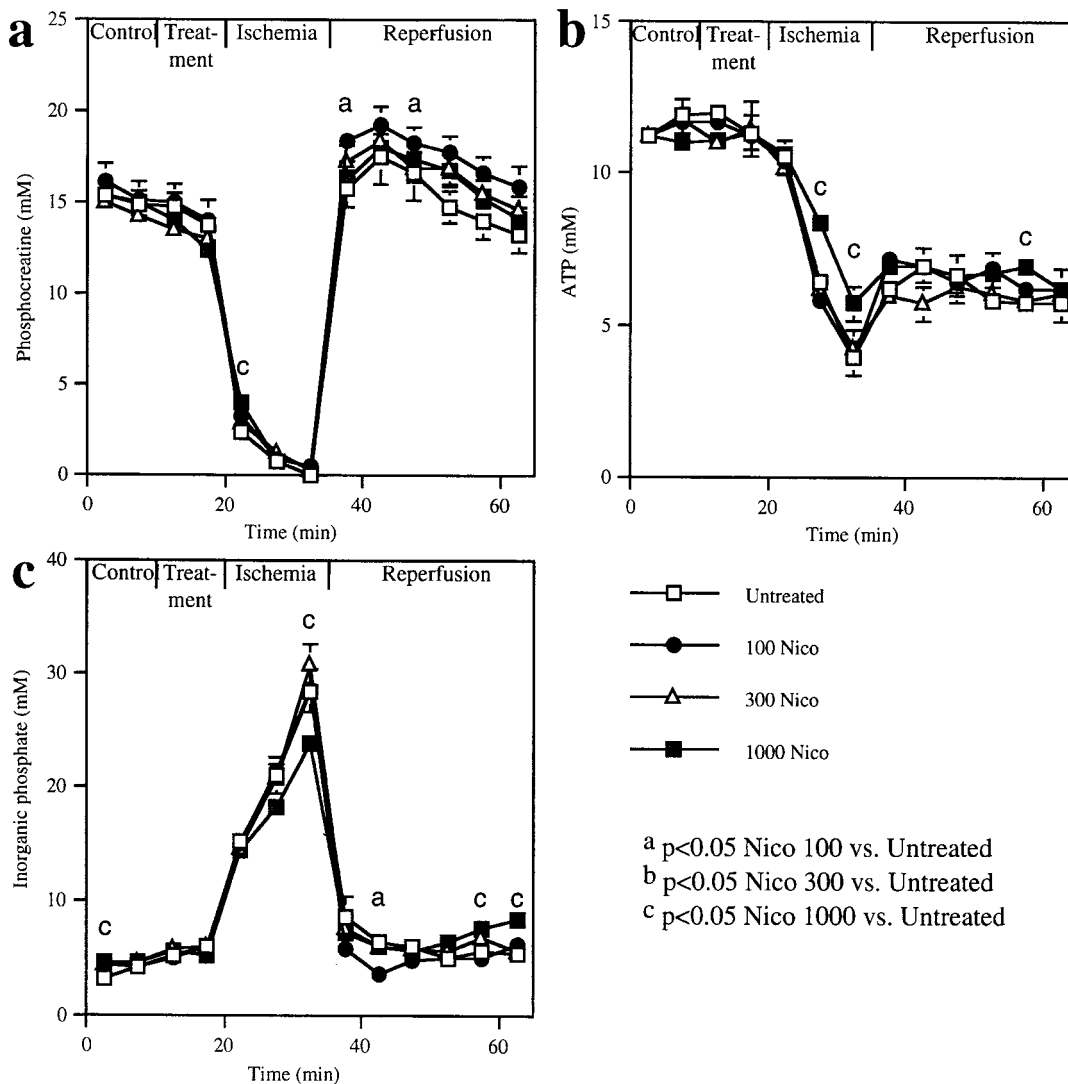 a
Control
Treat-
ment
Ischemia
Reperfusion
Phosphocreatine (mM)
25
20
15
10
5
0
a
a
c
0
20
40
60
Time (min)
b
Control
Treat-
ment
Ischemia
Reperfusion
ATP (mM)
15
10
5
0
c
c
c
0
20
40
60
Time (min)
c
Control
Treat-
ment
Ischemia
Reperfusion
Inorganic phosphate (mM)
40
30
20
10
0
c
c
a
c
c
0
20
40
60
Time (min)
Untreated
100 Nico
300 Nico
1000 Nico
a p<0.05 Nico 100 vs. Untreated
b p<0.05 Nico 300 vs. Untreated
c p<0.05 Nico 1000 vs. Untreated